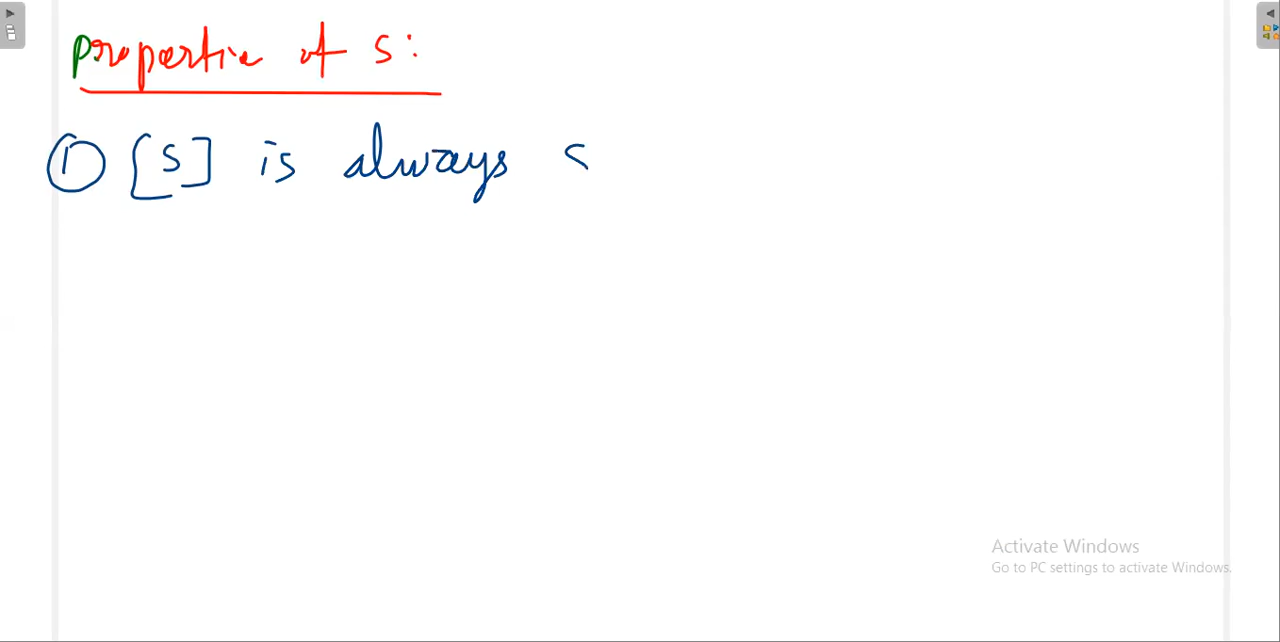 Propertie of S:
① [S] is always s
Activate Windows
Go to PC settings to activate Windows.